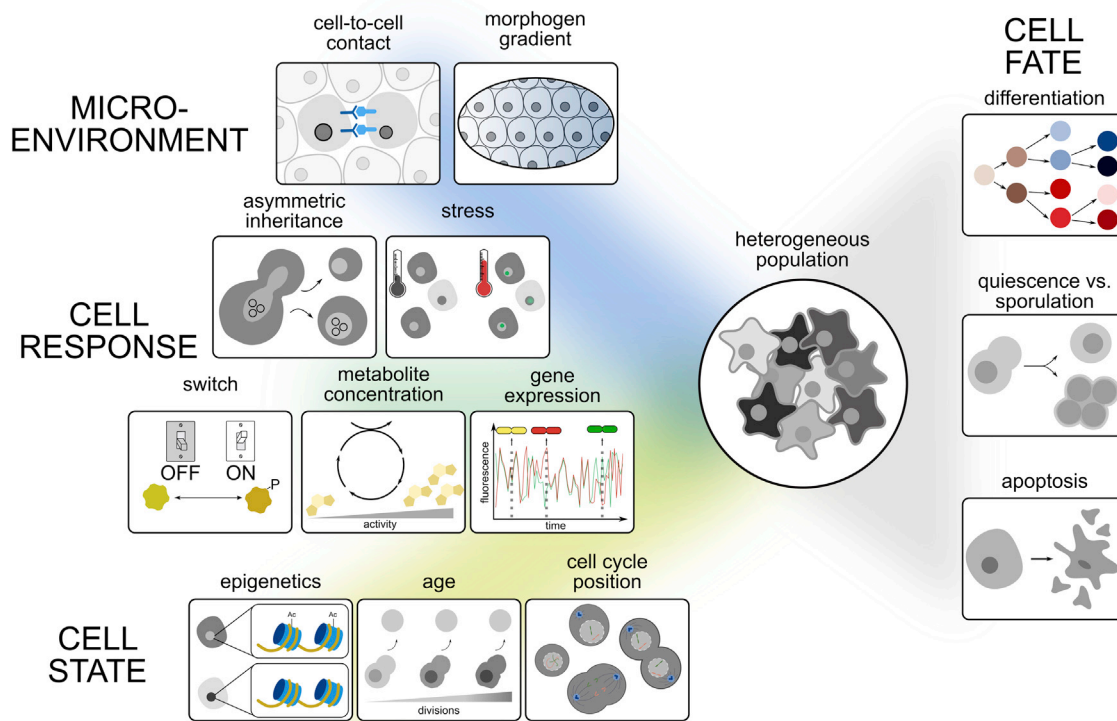 cell-to-cell
contact
morphogen
gradient
MICRO-
ENVIRONMENT
asymmetric
inheritance
stress
CELL
RESPONSE
switch
OFF
ON
P
metabolite
concentration
activity
gene
expression
fluorescence
time
CELL
STATE
epigenetics
Ac
Ac
age
divisions
cell cycle
position
heterogeneous
population
CELL
FATE
differentiation
quiescence vs.
sporulation
apoptosis